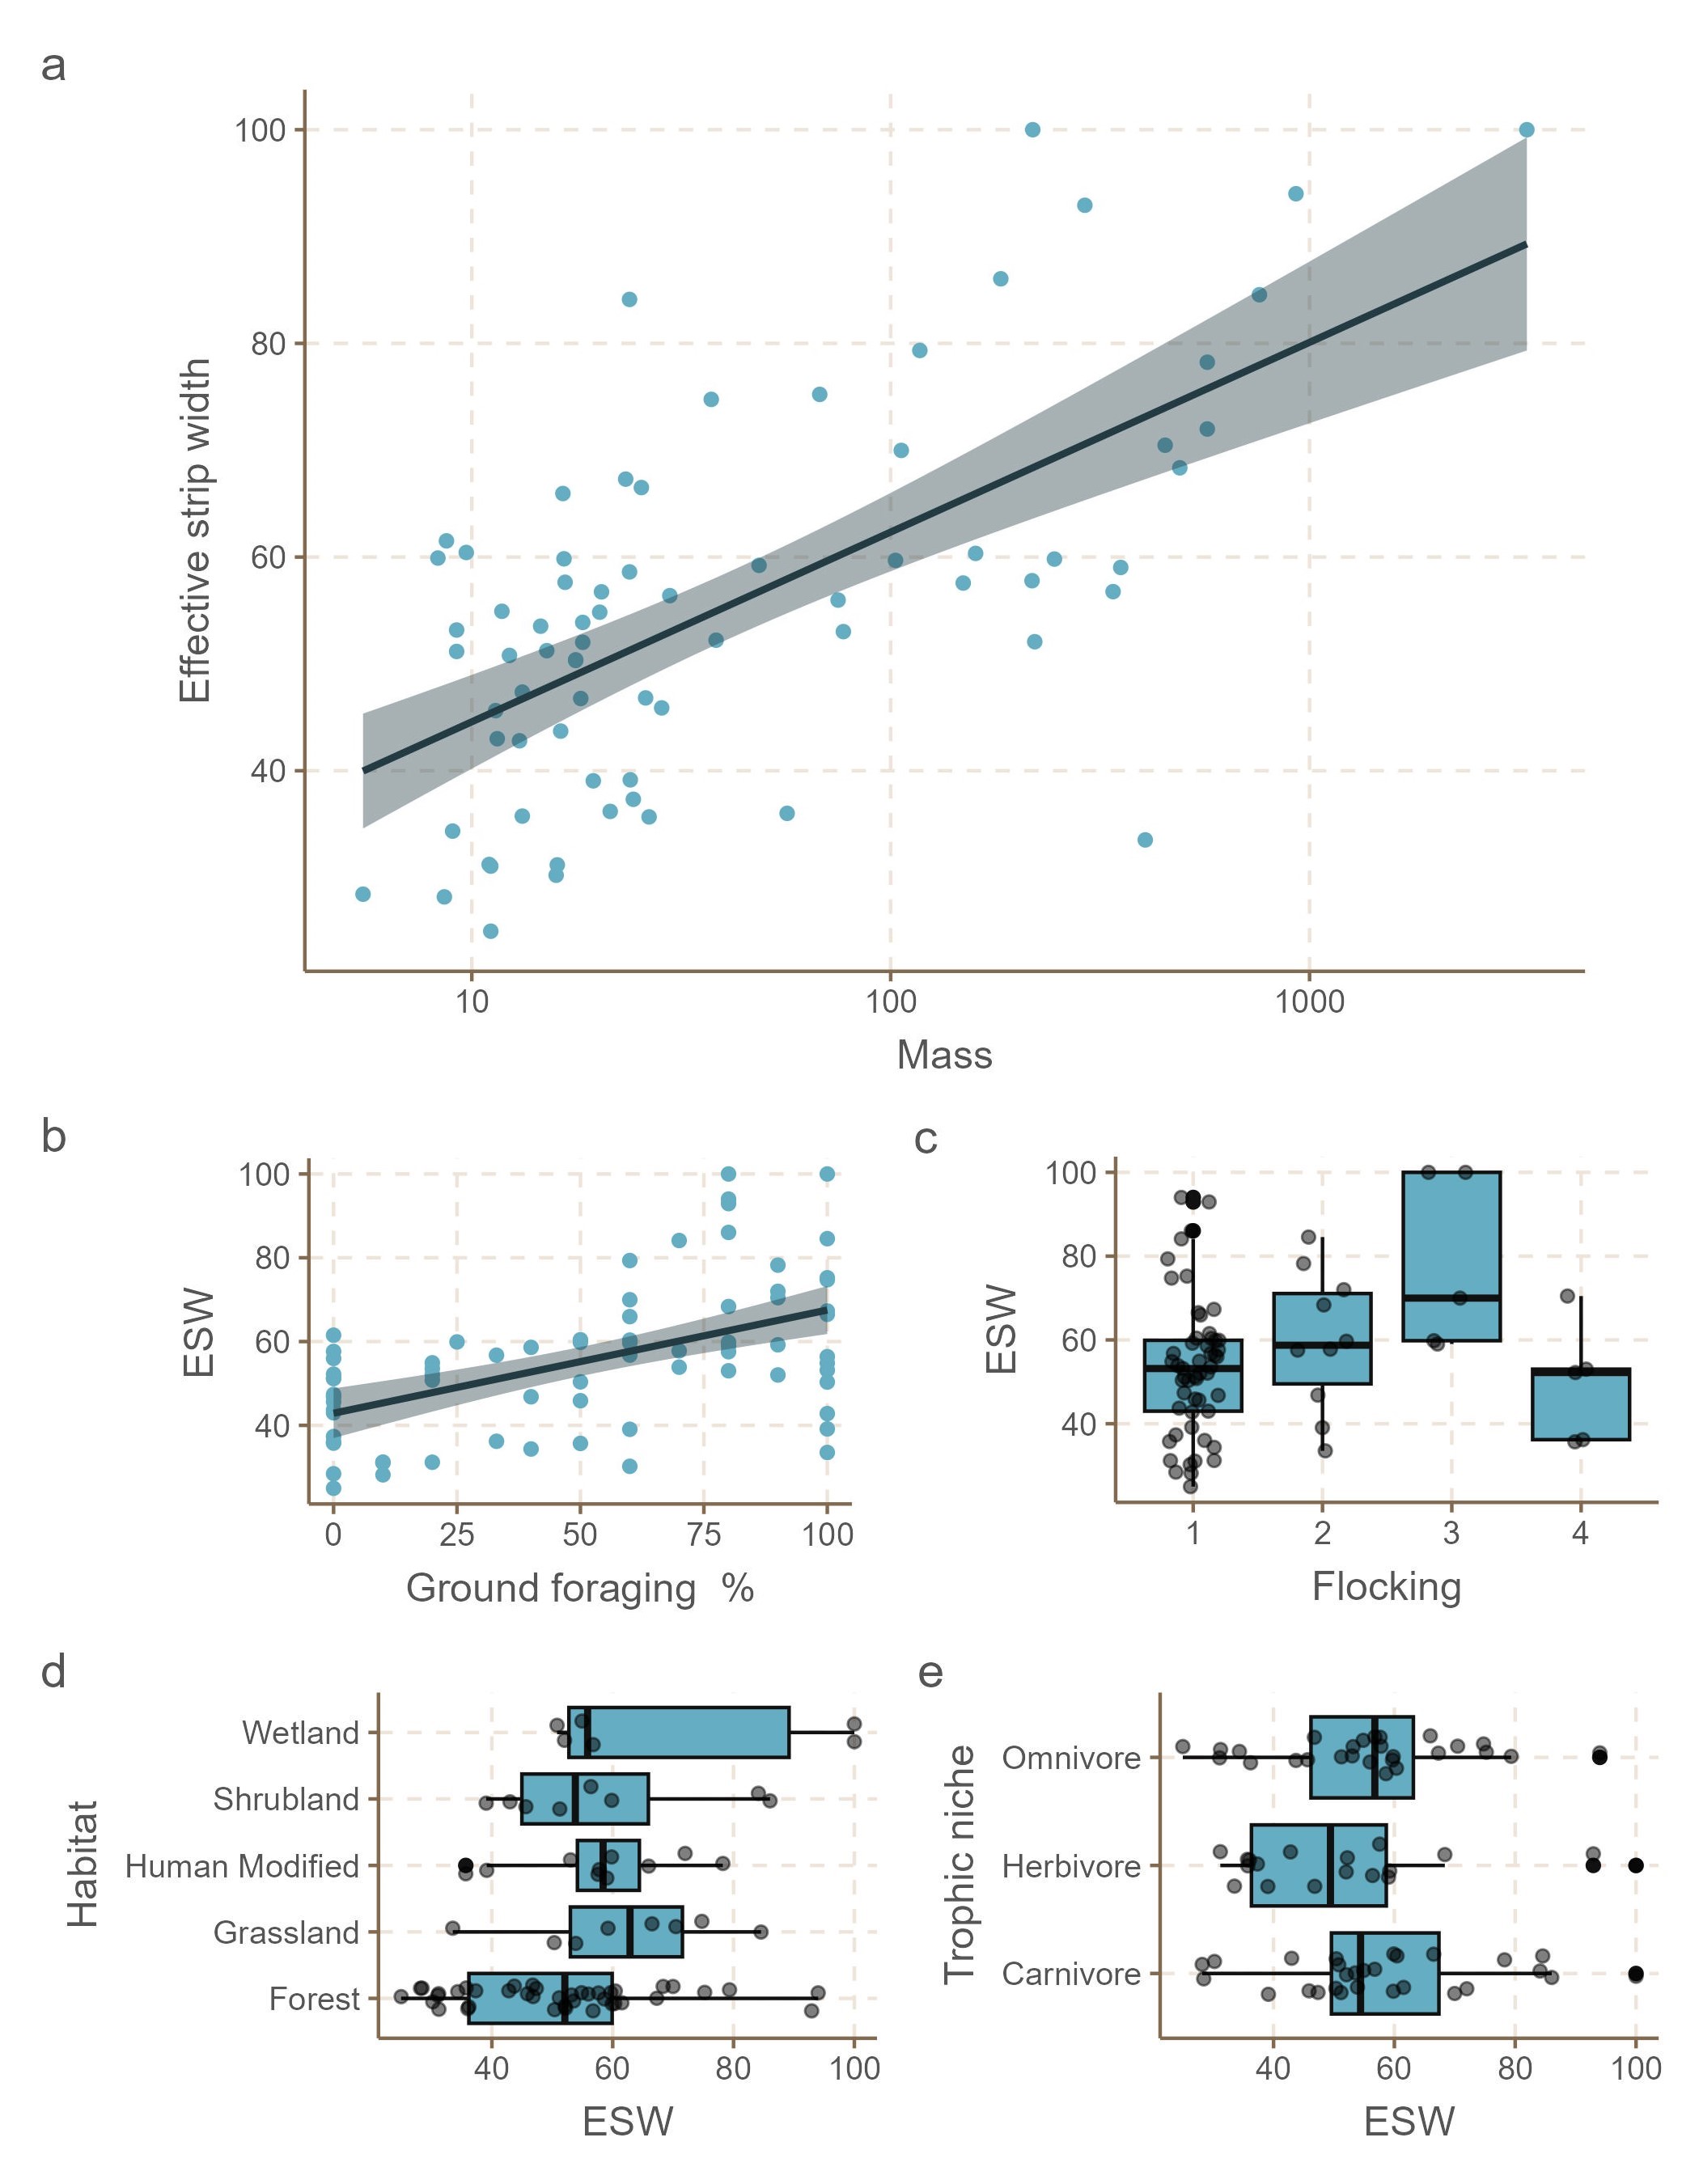 a
100
80
60
40
Effective strip width
10 100 1000
Mass
b
100
80
60
40
ESW
0 25 50 75 100
Ground foraging %
c
100
80
60
40
ESW
1 2 3 4
Flocking
d
Wetland
Shrubland
Human Modified
Grassland
Forest
Habitat
40 60 80 100
ESW
e
Omnivore
Herbivore
Carnivore
Trophic niche
40 60 80 100
ESW